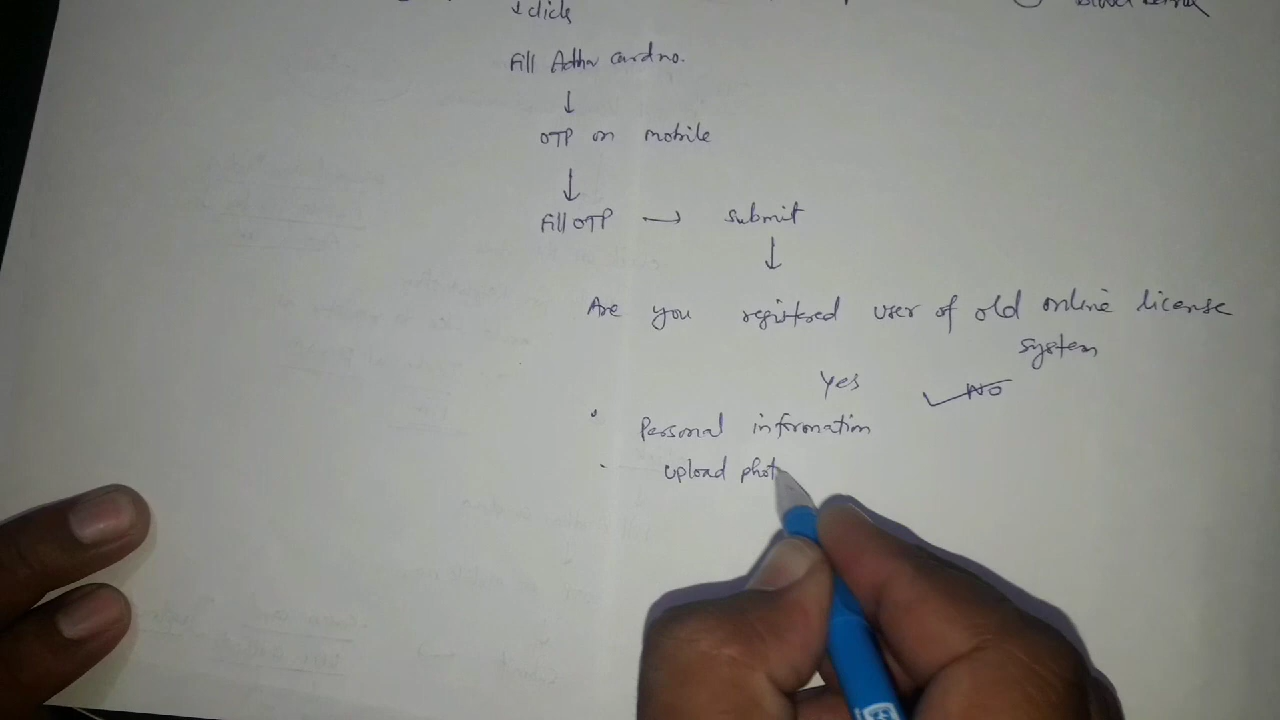 ↓ click
Fill Adhr card no.
↓
OTP on mobile
↓
Fill OTP → submit
↓
Are you registered user of old online license
system
Yes ✓ No
• Personal information
• upload phot